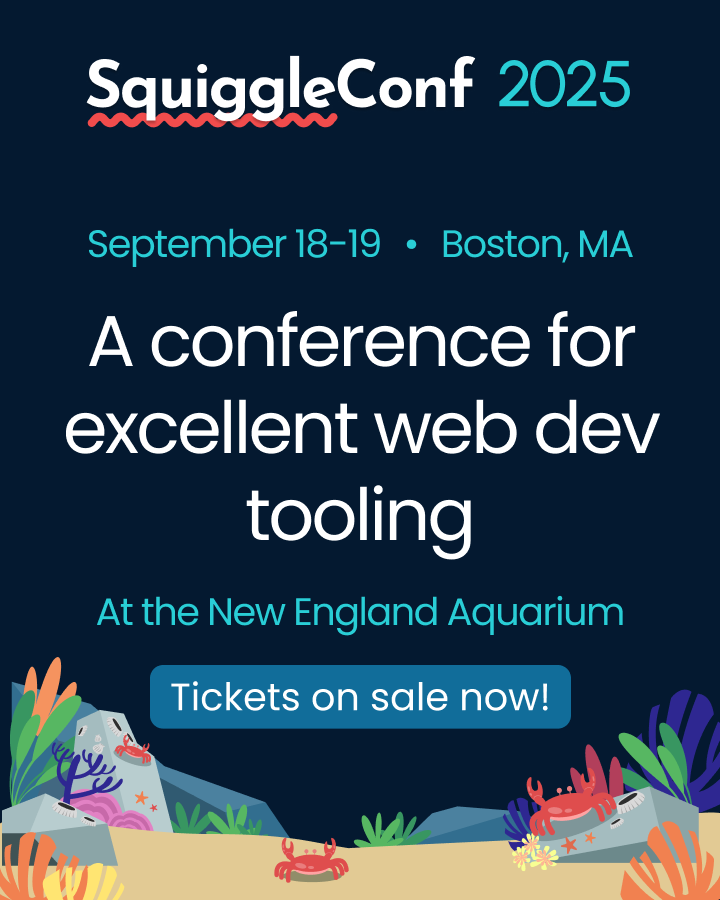 SquiggleConf 2025
September 18-19 • Boston, MA
A conference for
excellent web dev
tooling
At the New England Aquarium
Tickets on sale now!